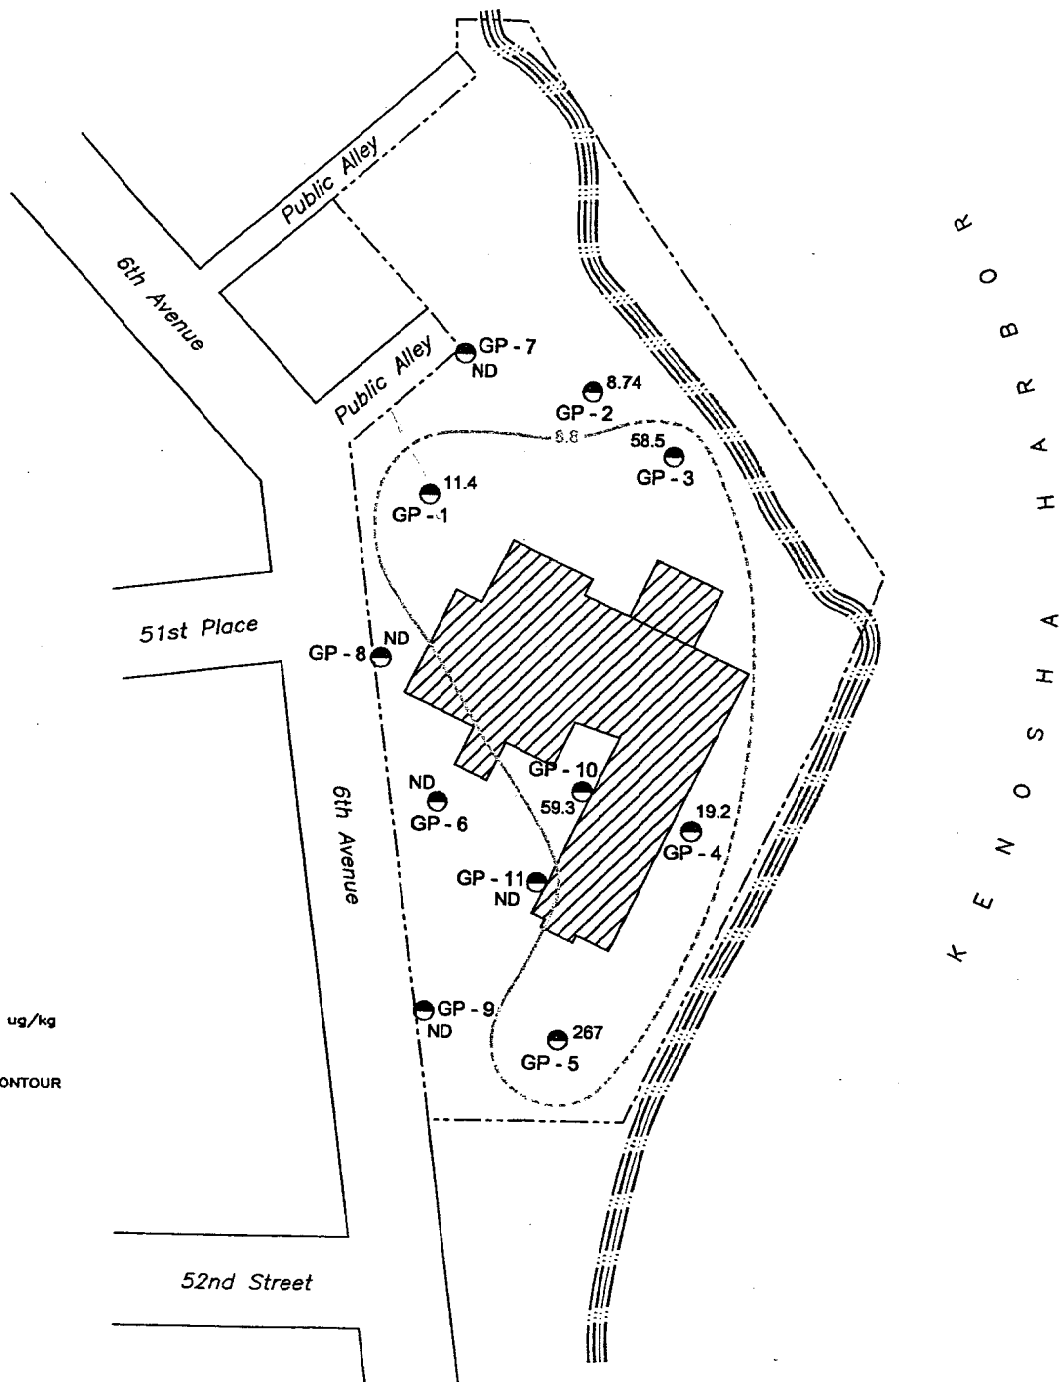 Public Alley
6th Avenue
Public Alley
GP - 7
ND
8.74
GP - 2
58.5
GP - 3
11.4
GP - 1
51st Place
ND
GP - 8
GP - 10
59.3
ND
GP - 6
19.2
GP - 4
GP - 11
ND
6th Avenue
GP - 9
ND
267
GP - 5
ug/kg
ONTOUR
52nd Street
KENOSHA HARBOR